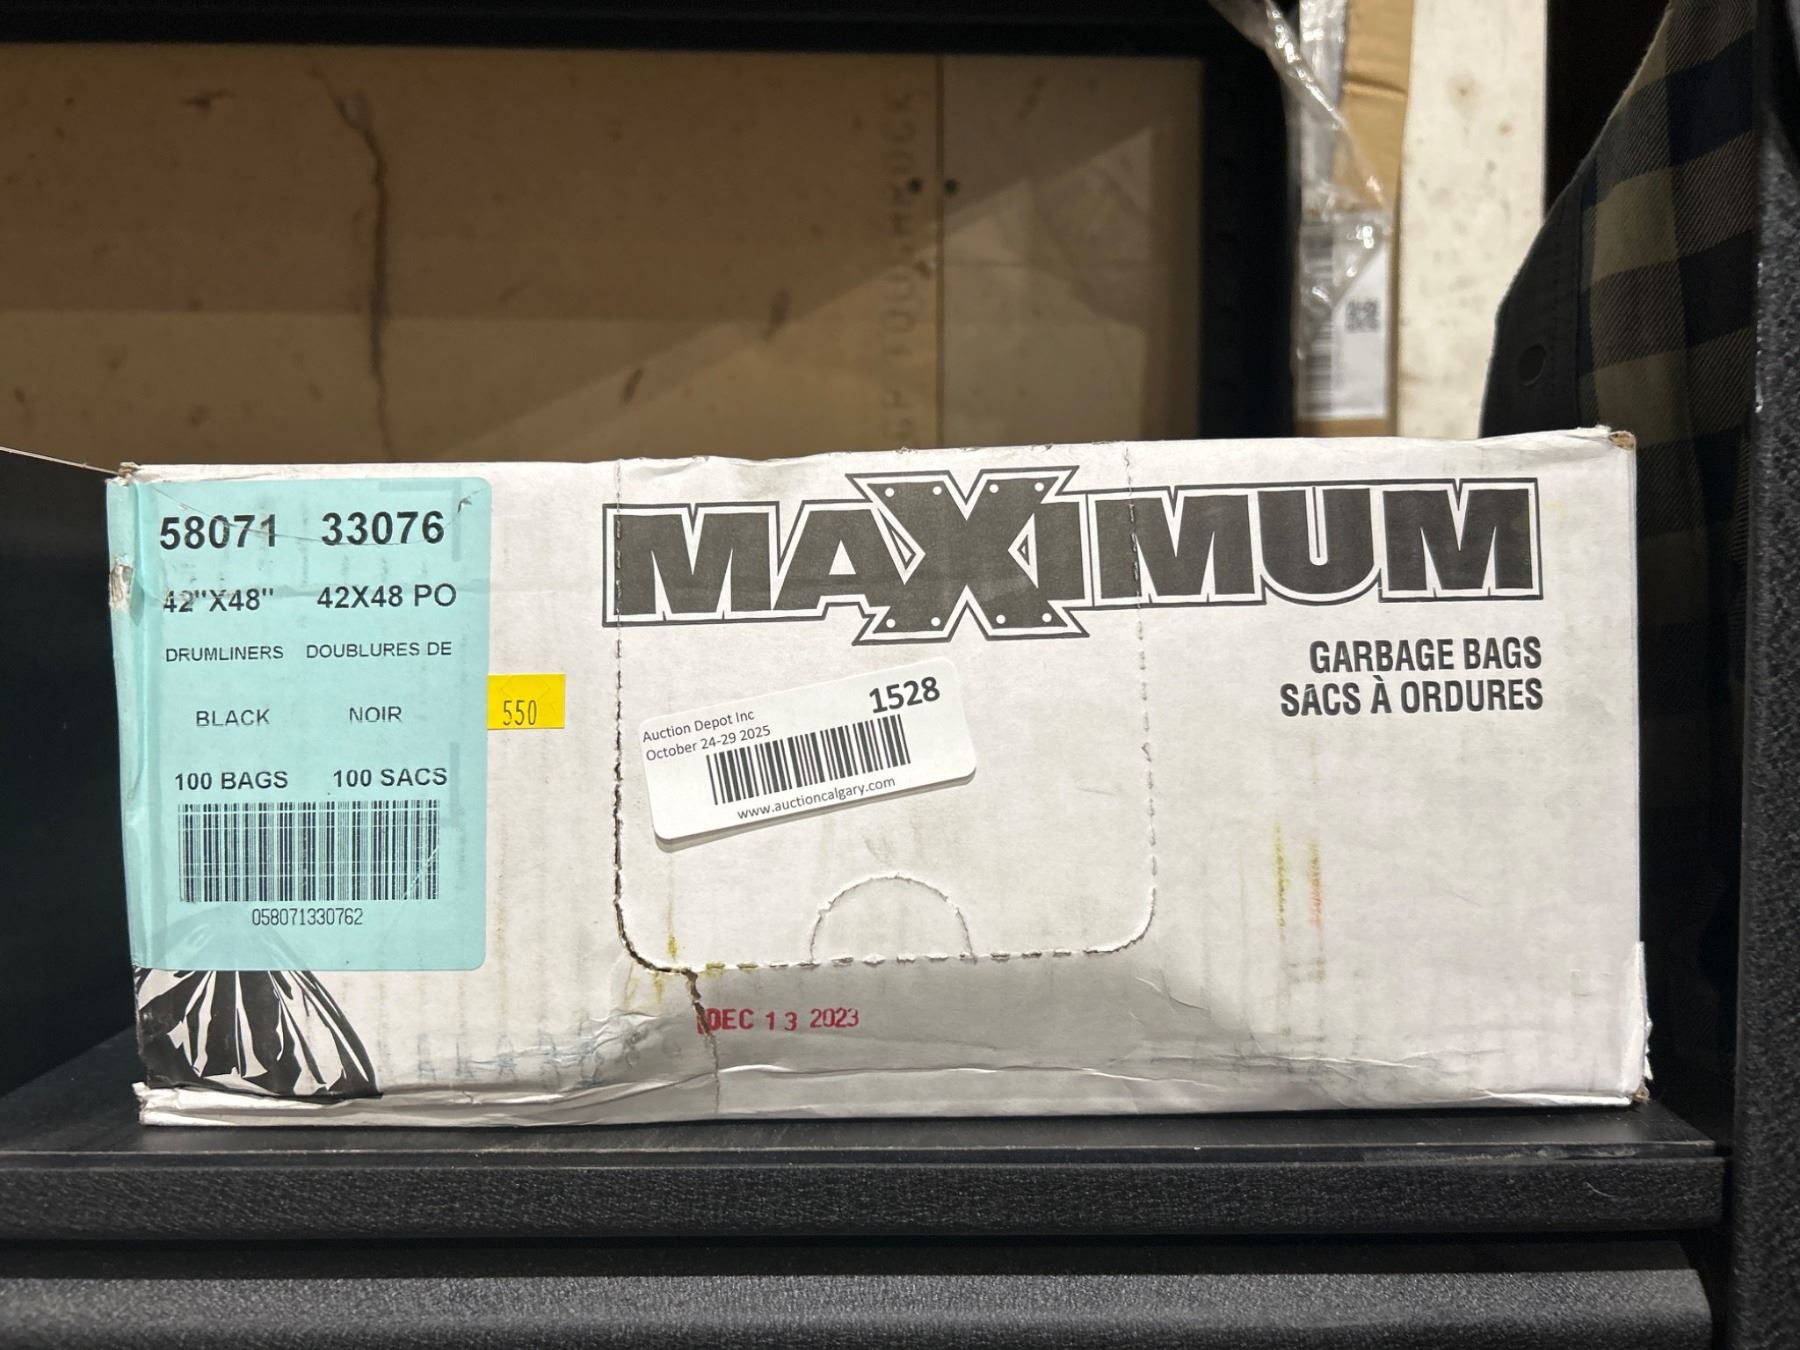 58071 33076
42"X48" 42X48 PO
DRUMLINERS DOUBLURES DE
BLACK NOIR
100 BAGS 100 SACS
058071330762
550
MAXIMUM
GARBAGE BAGS
SACS À ORDURES
1528
Auction Depot Inc
October 24-29 2025
www.auctioncalgary.com
DEC 13 2023